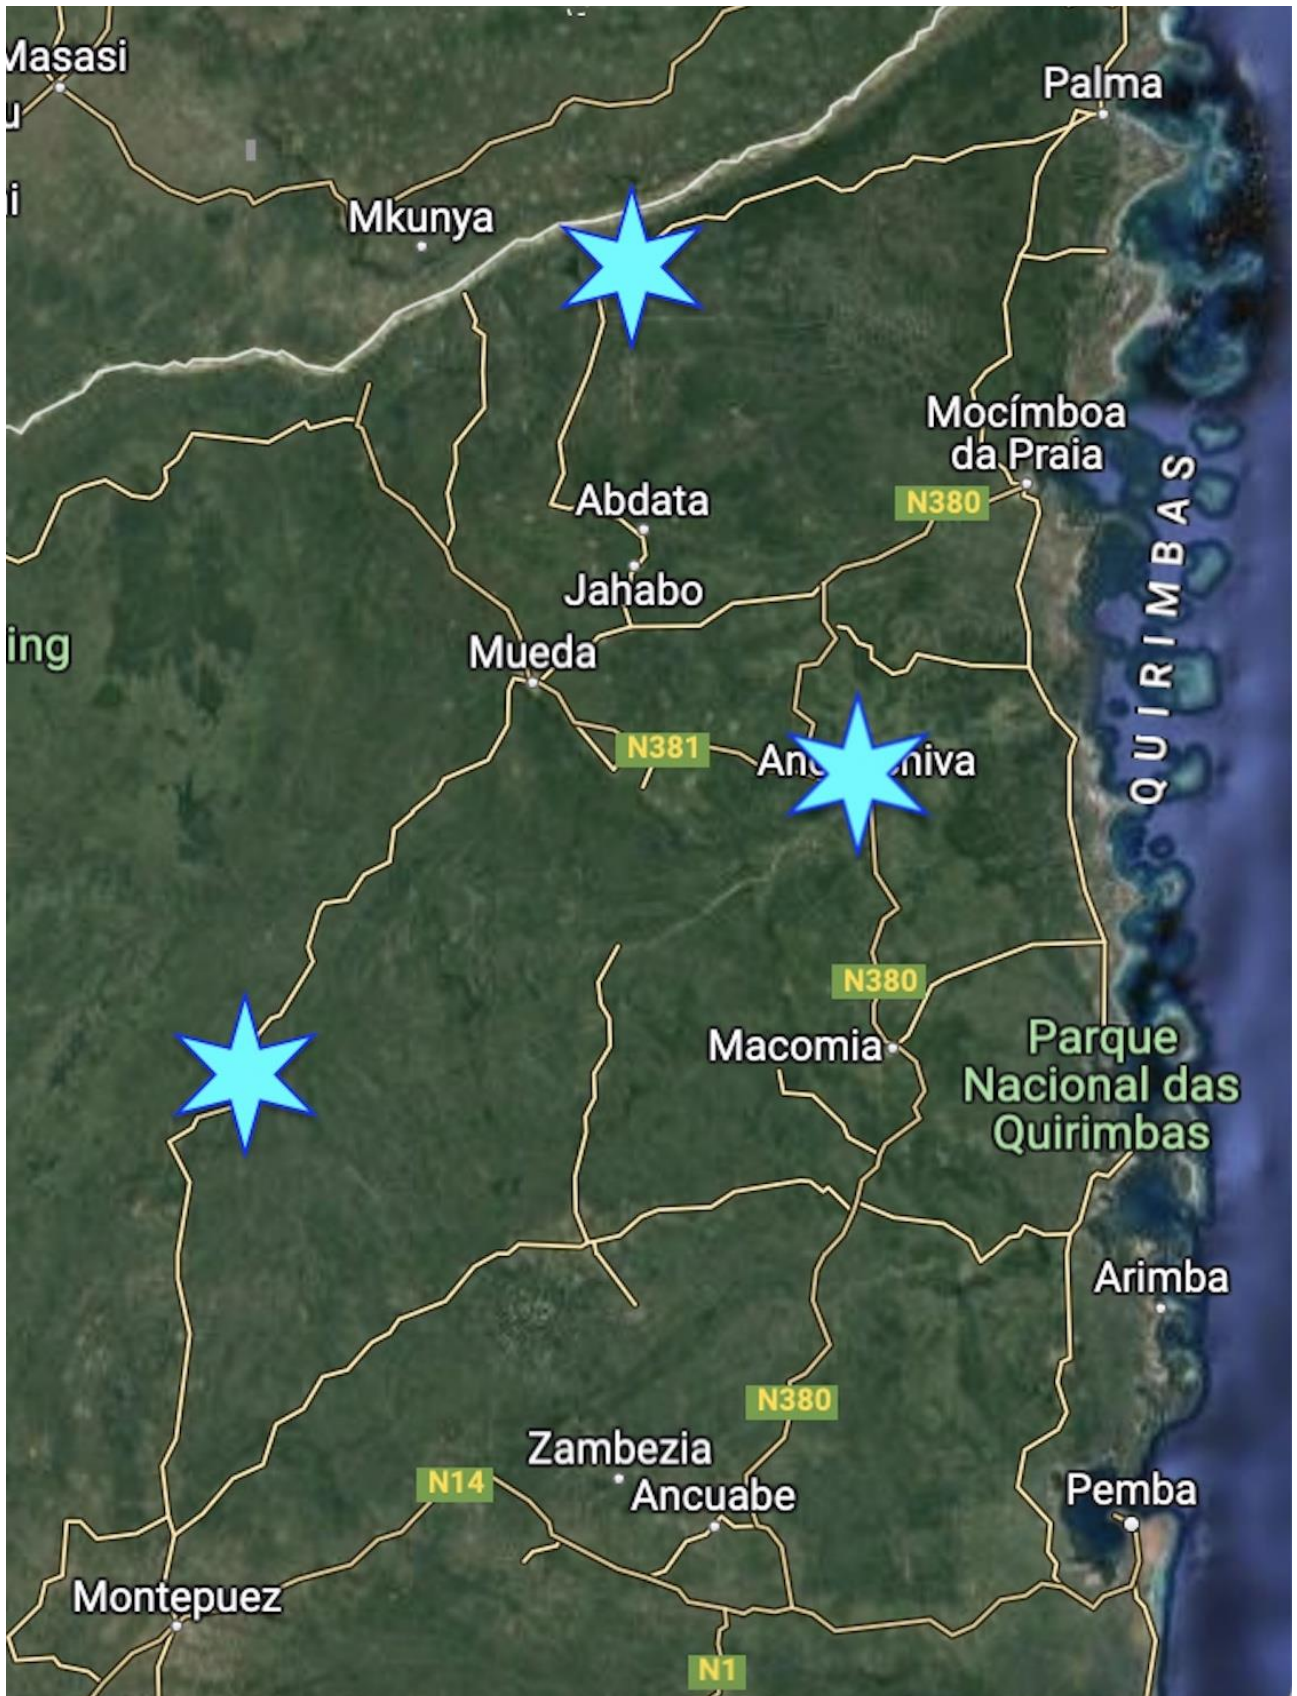 Masasi
Palma
Mkunya
Mocímboa
da Praia
N380
Abdata
Jahabo
QUIRIMBAS
ing
Mueda
N381
N380
Macomia
Parque
Nacional das
Quirimbas
Arimba
N380
Zambezia
N14
Ancuabe
Pemba
Montepuez
N1